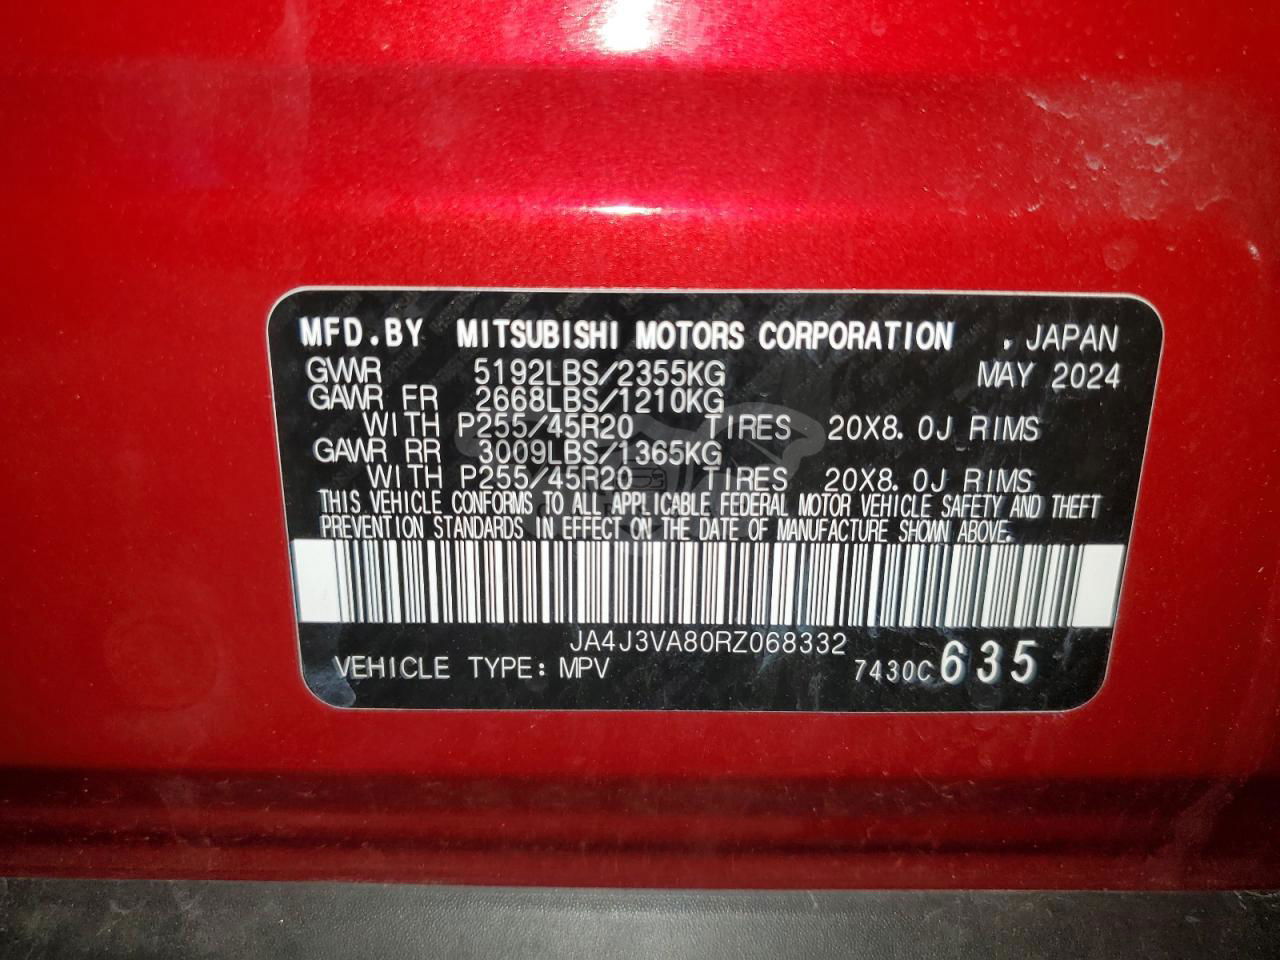 MFD.BY MITSUBISHI MOTORS CORPORATION . JAPAN
GVWR 5192LBS/2355KG MAY 2024
GAWR FR 2668LBS/1210KG
WITH P255/45R20 TIRES 20X8.0J RIMS
GAWR RR 3009LBS/1365KG
WITH P255/45R20 TIRES 20X8.0J RIMS
THIS VEHICLE CONFORMS TO ALL APPLICABLE FEDERAL MOTOR VEHICLE SAFETY AND THEFT
PREVENTION STANDARDS IN EFFECT ON THE DATE OF MANUFACTURE SHOWN ABOVE.
JA4J3VA80RZ068332
VEHICLE TYPE: MPV 7430C 635